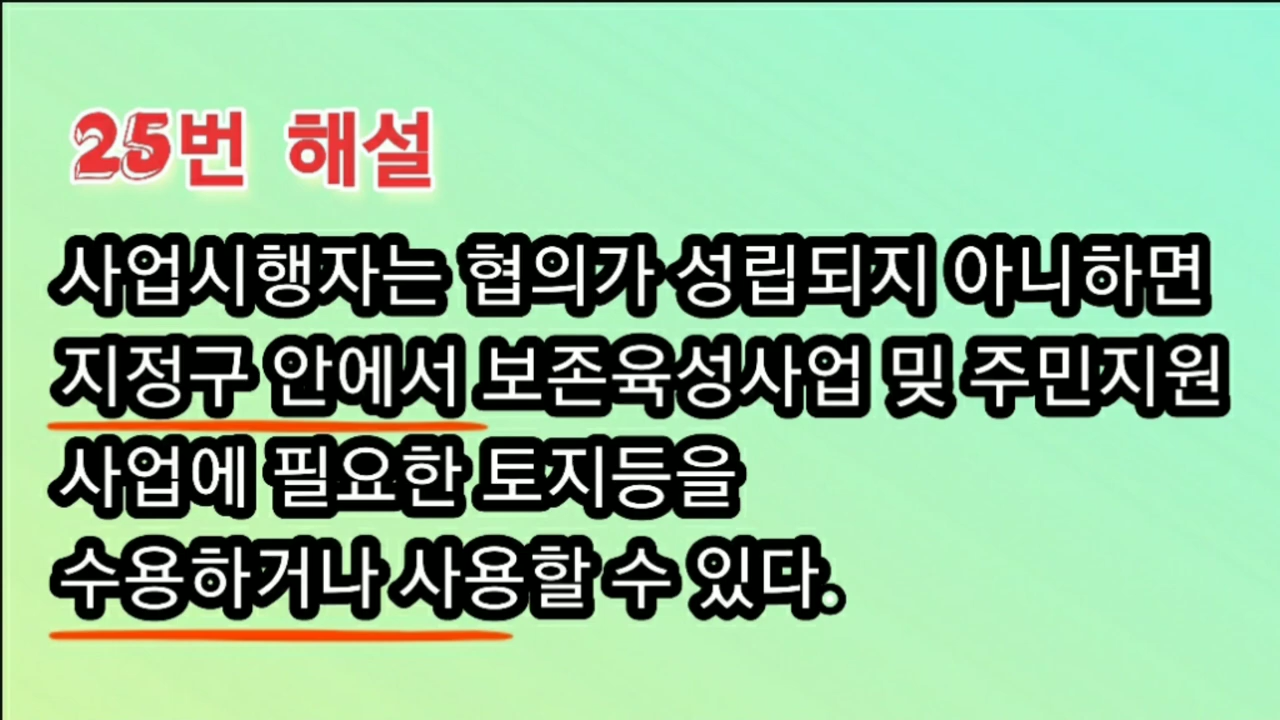 25번 해설
사업시행자는 협의가 성립되지 아니하면
지정구 안에서 보존육성사업 및 주민지원
사업에 필요한 토지등을
수용하거나 사용할 수 있다.